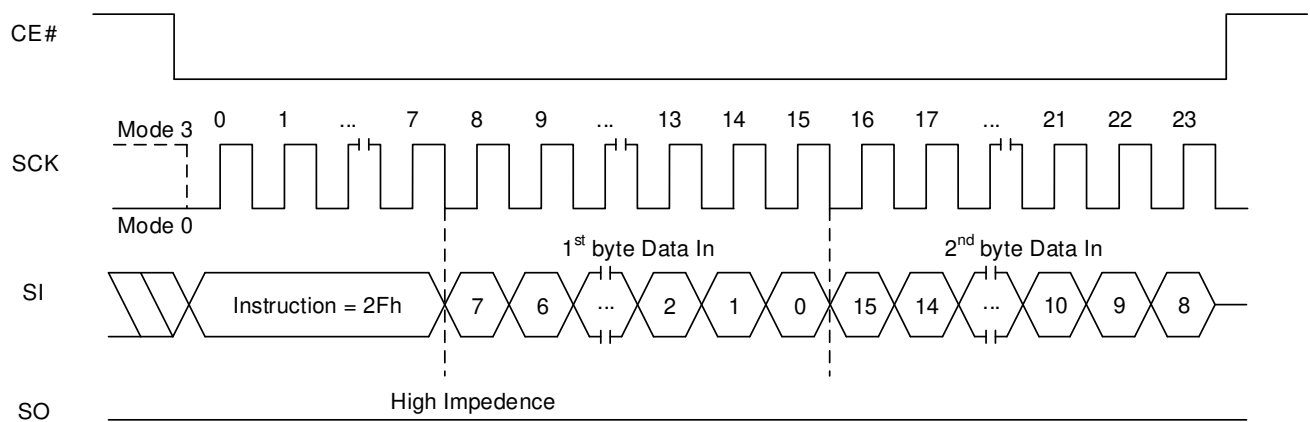 CE#
0 1 ... 7 8 9 ... 13 14 15 16 17 ... 21 22 23
Mode 3
SCK
Mode 0
1st byte Data In 2nd byte Data In
SI Instruction = 2Fh 7 6 ... 2 1 0 15 14 ... 10 9 8
High Impedence
SO